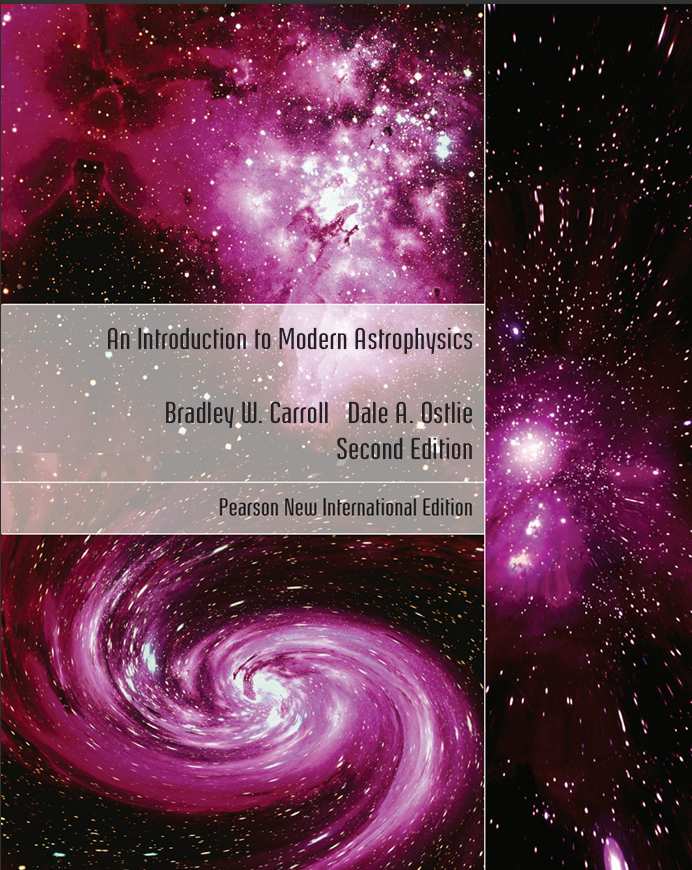 An Introduction to Modern Astrophysics
Bradley W. Carroll Dale A. Ostlie
Second Edition
Pearson New International Edition